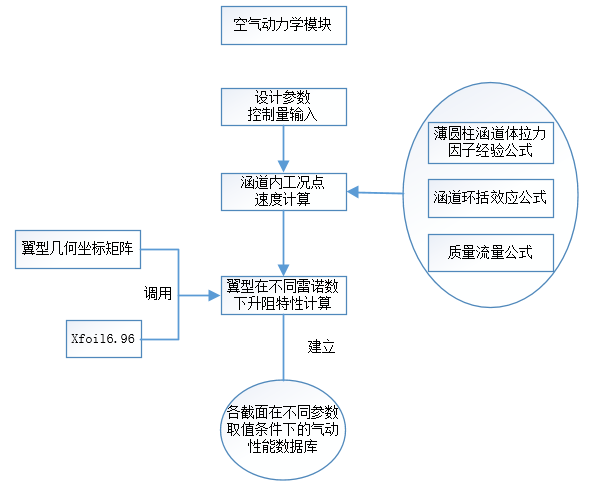 空气动力学模块
设计参数
控制量输入
薄圆柱涵道体拉力
因子经验公式
涵道内工况点
速度计算
涵道环括效应公式
翼型几何坐标矩阵
质量流量公式
调用
翼型在不同雷诺数
下升阻特性计算
Xfoil6.96
建立
各截面在不同参数
取值条件下的气动
性能数据库